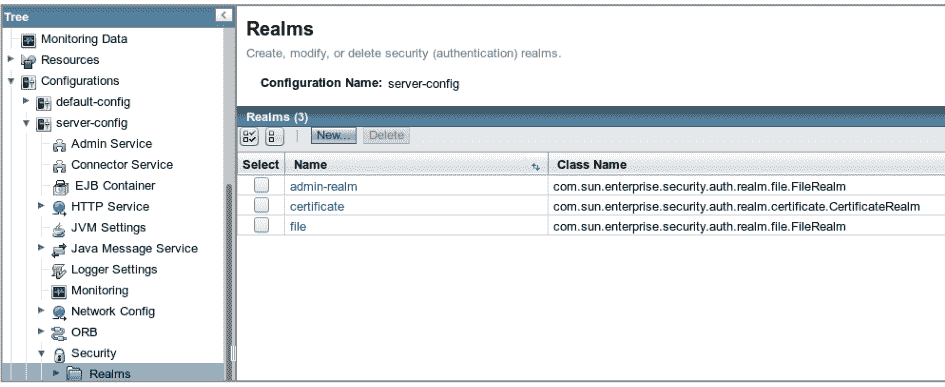 Tree
Monitoring Data
Resources
Configurations
default-config
server-config
Admin Service
Connector Service
EJB Container
HTTP Service
JVM Settings
Java Message Service
Logger Settings
Monitoring
Network Config
ORB
Security
Realms
Realms
Create, modify, or delete security (authentication) realms.
Configuration Name: server-config
Realms (3)
New... Delete
Select Name Class Name
admin-realm com.sun.enterprise.security.auth.realm.file.FileRealm
certificate com.sun.enterprise.security.auth.realm.certificate.CertificateRealm
file com.sun.enterprise.security.auth.realm.file.FileRealm